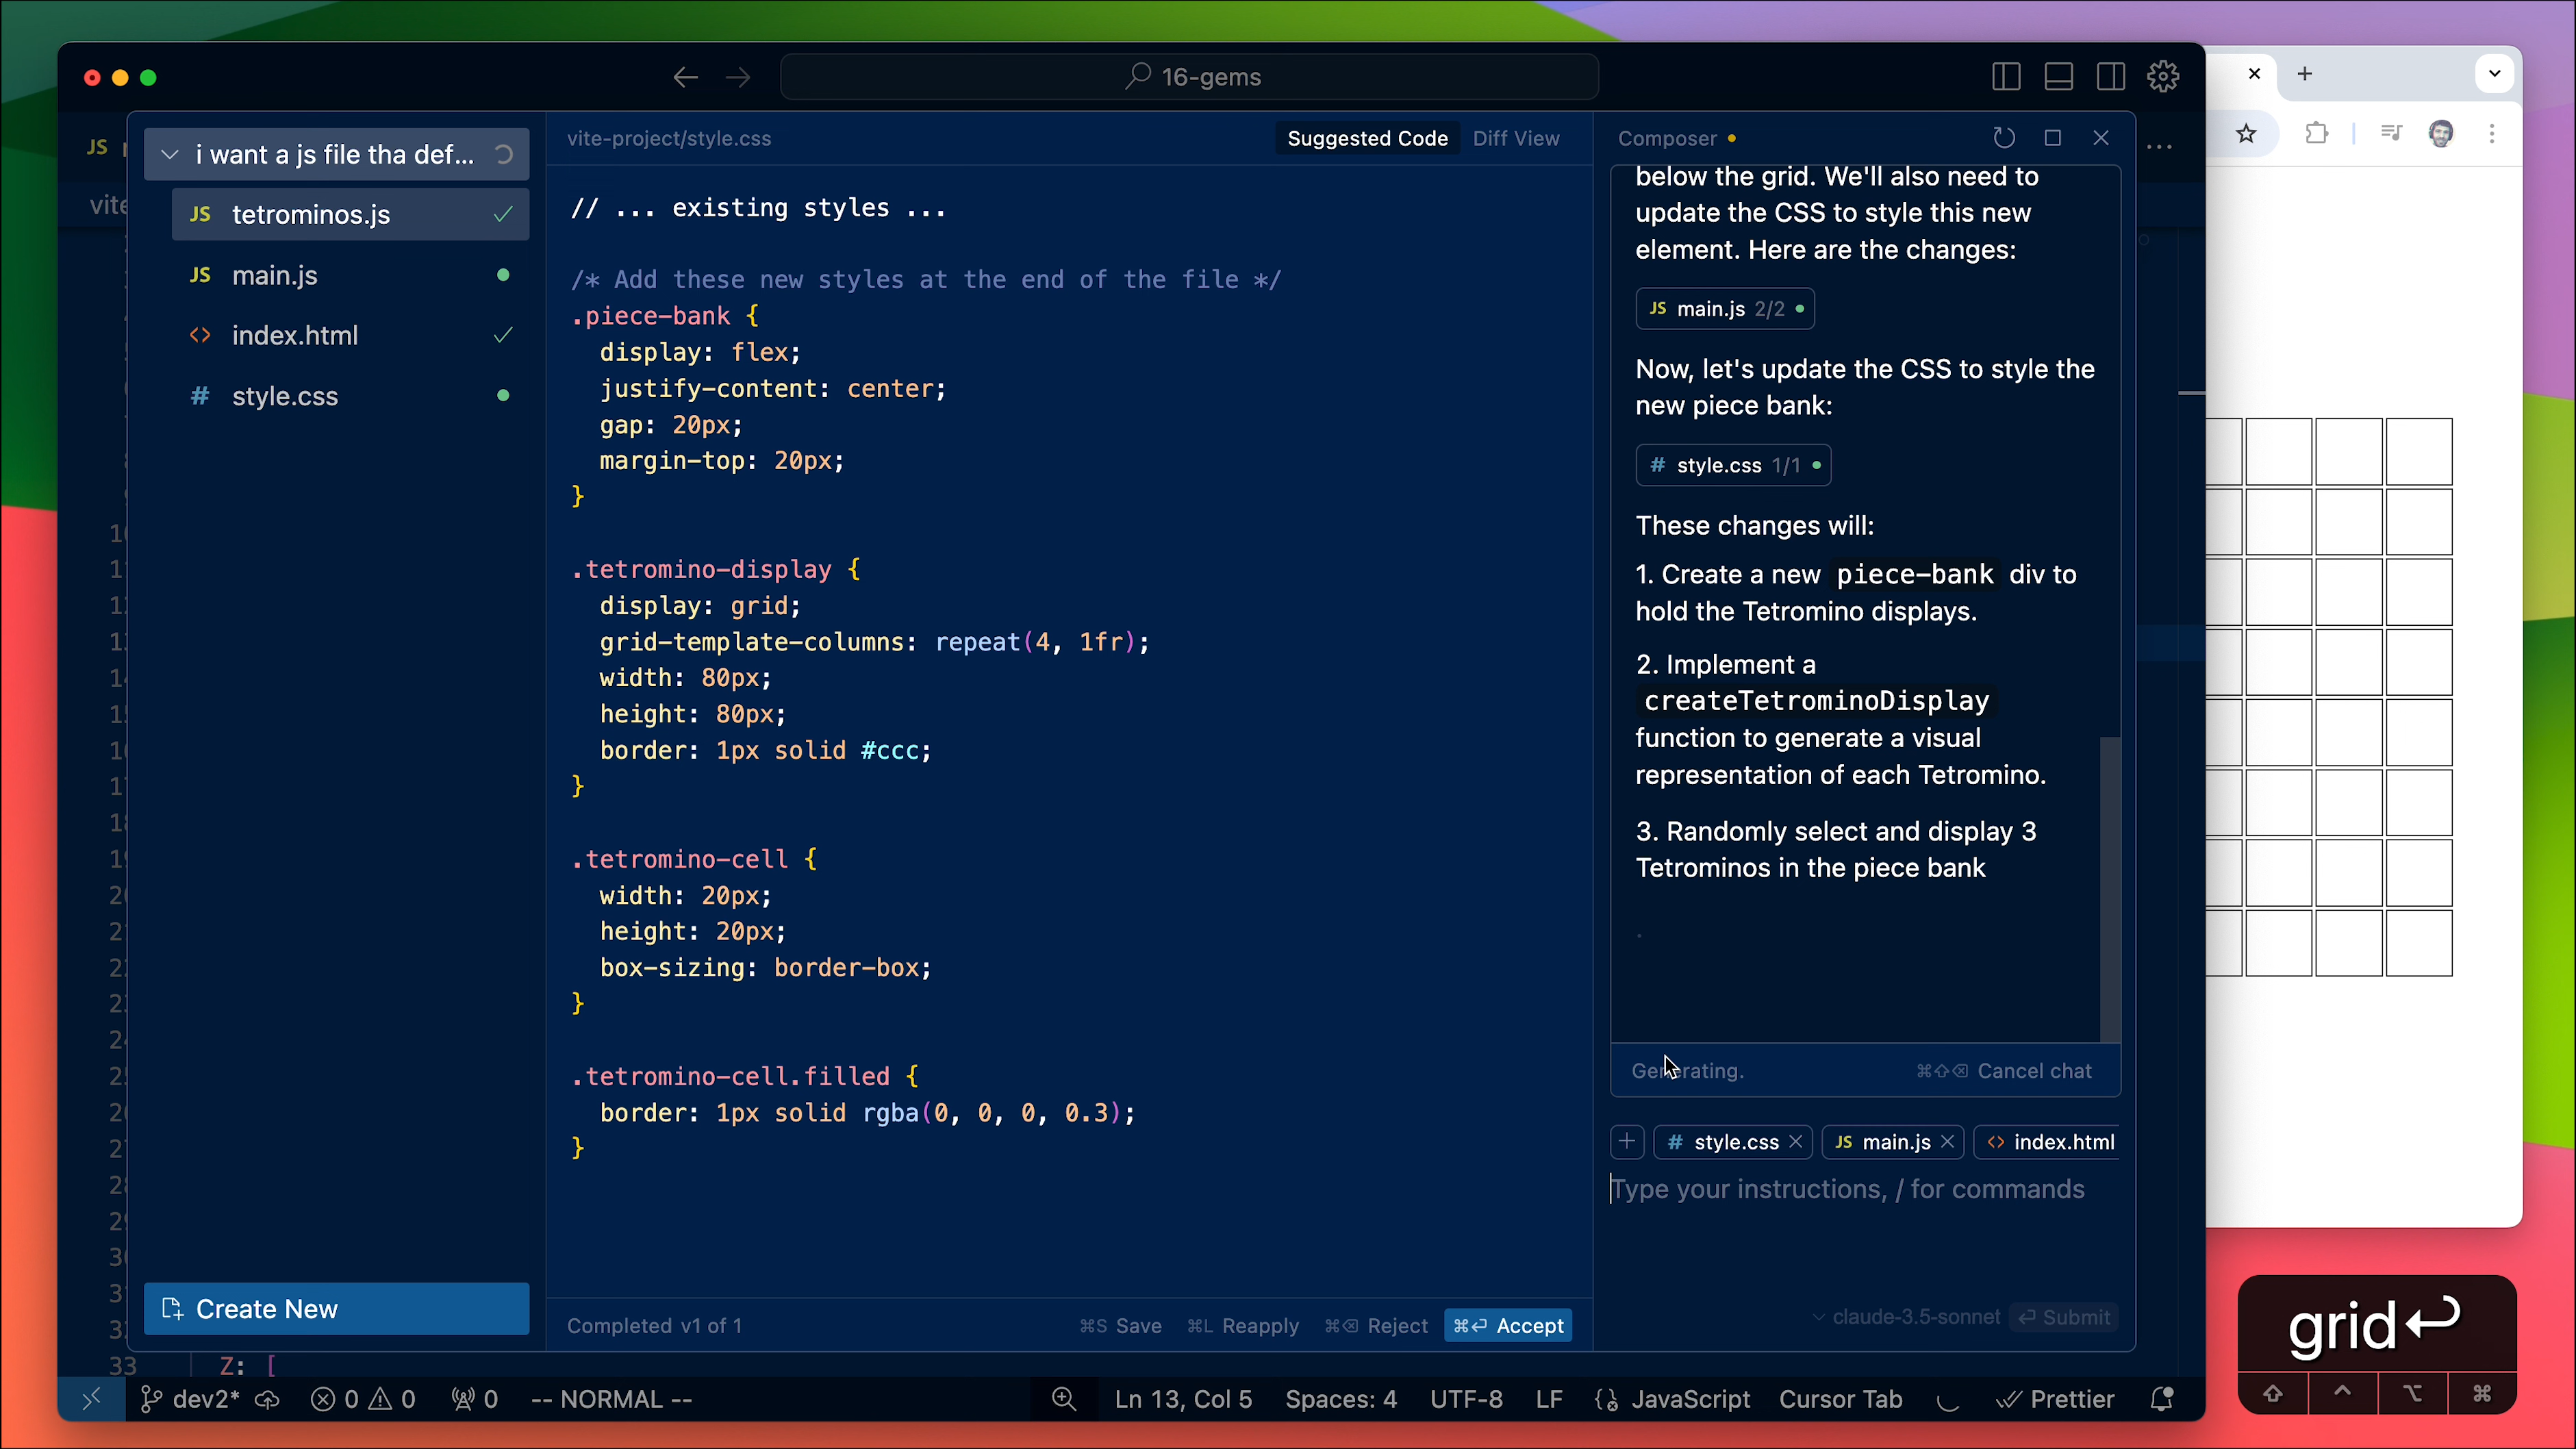 16-gems
JS
i want a js file tha def...
vite-project/style.css
Suggested Code
Diff View
Composer
JS tetrominos.js
JS main.js
<> index.html
# style.css
Create New
// ... existing styles ...
/* Add these new styles at the end of the file */
.piece-bank {
display: flex;
justify-content: center;
gap: 20px;
margin-top: 20px;
}
.tetromino-display {
display: grid;
grid-template-columns: repeat(4, 1fr);
width: 80px;
height: 80px;
border: 1px solid #ccc;
}
.tetromino-cell {
width: 20px;
height: 20px;
box-sizing: border-box;
}
.tetromino-cell.filled {
border: 1px solid rgba(0, 0, 0, 0.3);
}
Completed v1 of 1
⌘S Save
⌘L Reapply
⌘⌫ Reject
⌘↩ Accept
below the grid. We'll also need to
update the CSS to style this new
element. Here are the changes:
JS main.js 2/2
Now, let's update the CSS to style the
new piece bank:
# style.css 1/1
These changes will:
1. Create a new piece-bank div to
hold the Tetromino displays.
2. Implement a
createTetrominoDisplay
function to generate a visual
representation of each Tetromino.
3. Randomly select and display 3
Tetrominos in the piece bank
Generating.
⌘⇧⌫ Cancel chat
+ # style.css × JS main.js × <> index.html
Type your instructions, / for commands
claude-3.5-sonnet ↩ Submit
33 Z: [
dev2* 0 0 0 -- NORMAL -- Ln 13, Col 5 Spaces: 4 UTF-8 LF JavaScript Cursor Tab Prettier
grid↩
⇧ ⌃ ⌥ ⌘